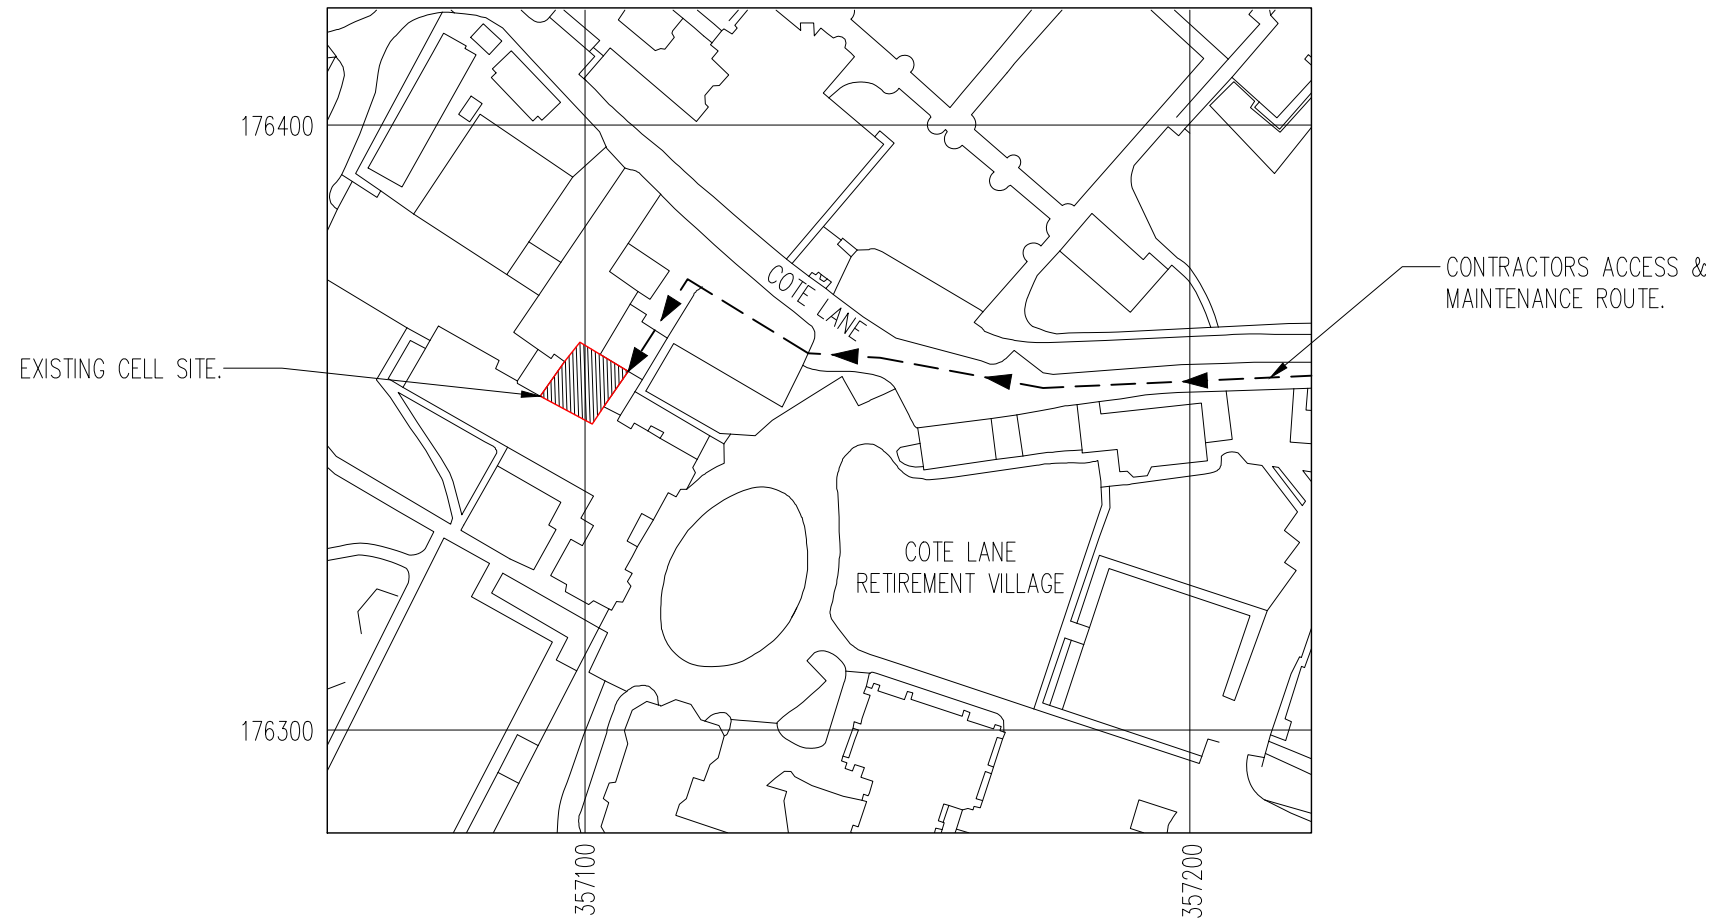 176400
CONTRACTORS ACCESS &
MAINTENANCE ROUTE.
COTE LANE
EXISTING CELL SITE.
COTE LANE
RETIREMENT VILLAGE
176300
357100
357200